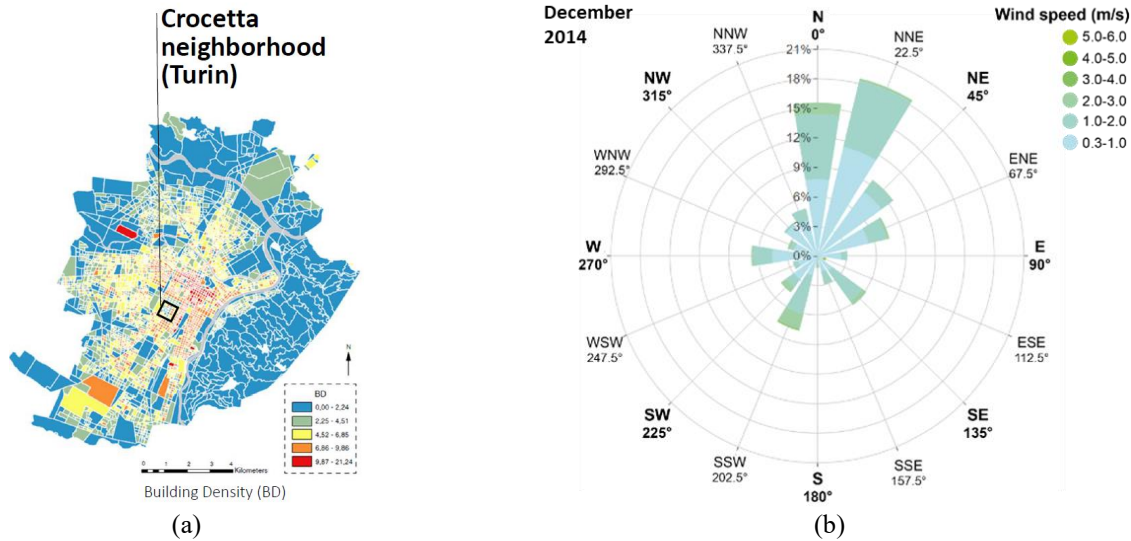 Crocetta
neighborhood
(Turin)
N
BD
0,00 - 2,24
2,25 - 4,51
4,52 - 6,85
6,86 - 9,86
9,87 - 21,24
0 1 2 3 4
Kilometers
Building Density (BD)
(a)
December
2014
N
0°
NNE
22.5°
NE
45°
ENE
67.5°
E
90°
ESE
112.5°
SE
135°
SSE
157.5°
S
180°
SSW
202.5°
SW
225°
WSW
247.5°
W
270°
WNW
292.5°
NW
315°
NNW
337.5°
21%
18%
15%
12%
9%
6%
3%
0%
Wind speed (m/s)
5.0-6.0
4.0-5.0
3.0-4.0
2.0-3.0
1.0-2.0
0.3-1.0
(b)